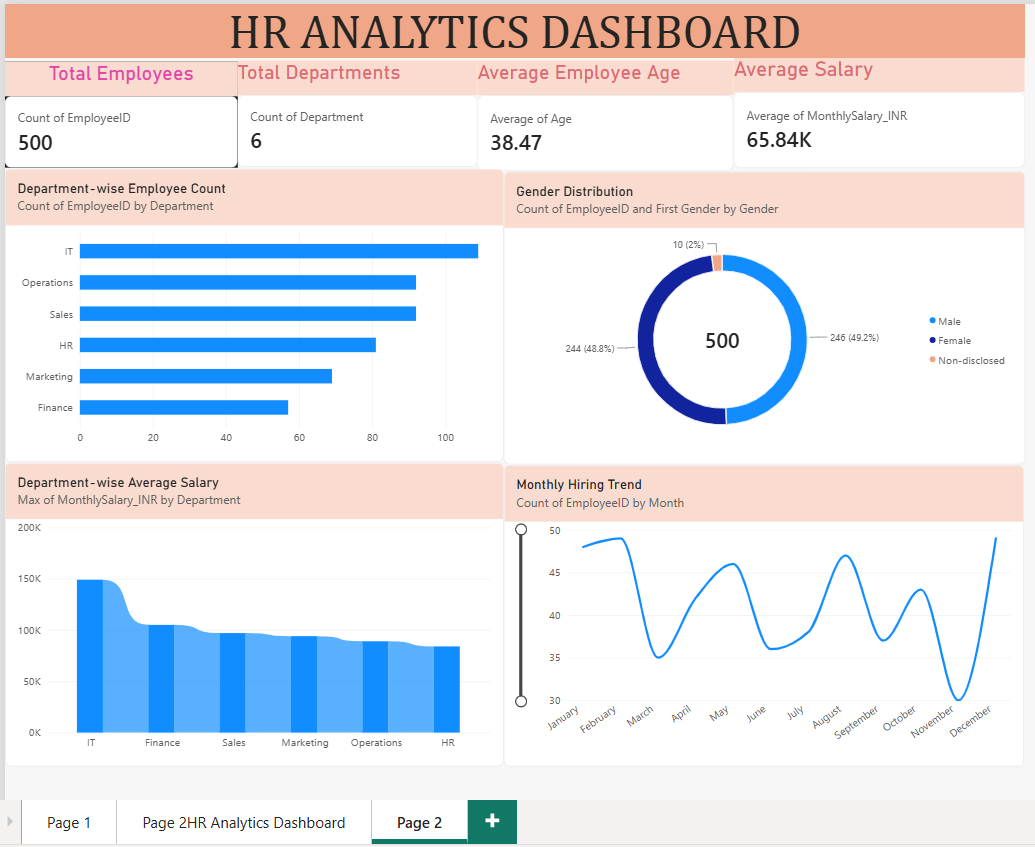 HR ANALYTICS DASHBOARD
Total Employees
Total Departments
Average Employee Age
Average Salary
Count of EmployeeID
500
Count of Department
6
Average of Age
38.47
Average of MonthlySalary_INR
65.84K
Department-wise Employee Count
Count of EmployeeID by Department
IT
Operations
Sales
HR
Marketing
Finance
0 20 40 60 80 100
Gender Distribution
Count of EmployeeID and First Gender by Gender
10 (2%)
244 (48.8%)
500
246 (49.2%)
Male
Female
Non-disclosed
Department-wise Average Salary
Max of MonthlySalary_INR by Department
200K
150K
100K
50K
0K
IT Finance Sales Marketing Operations HR
Monthly Hiring Trend
Count of EmployeeID by Month
50
45
40
35
30
January February March April May June July August September October November December
Page 1 Page 2HR Analytics Dashboard Page 2 +